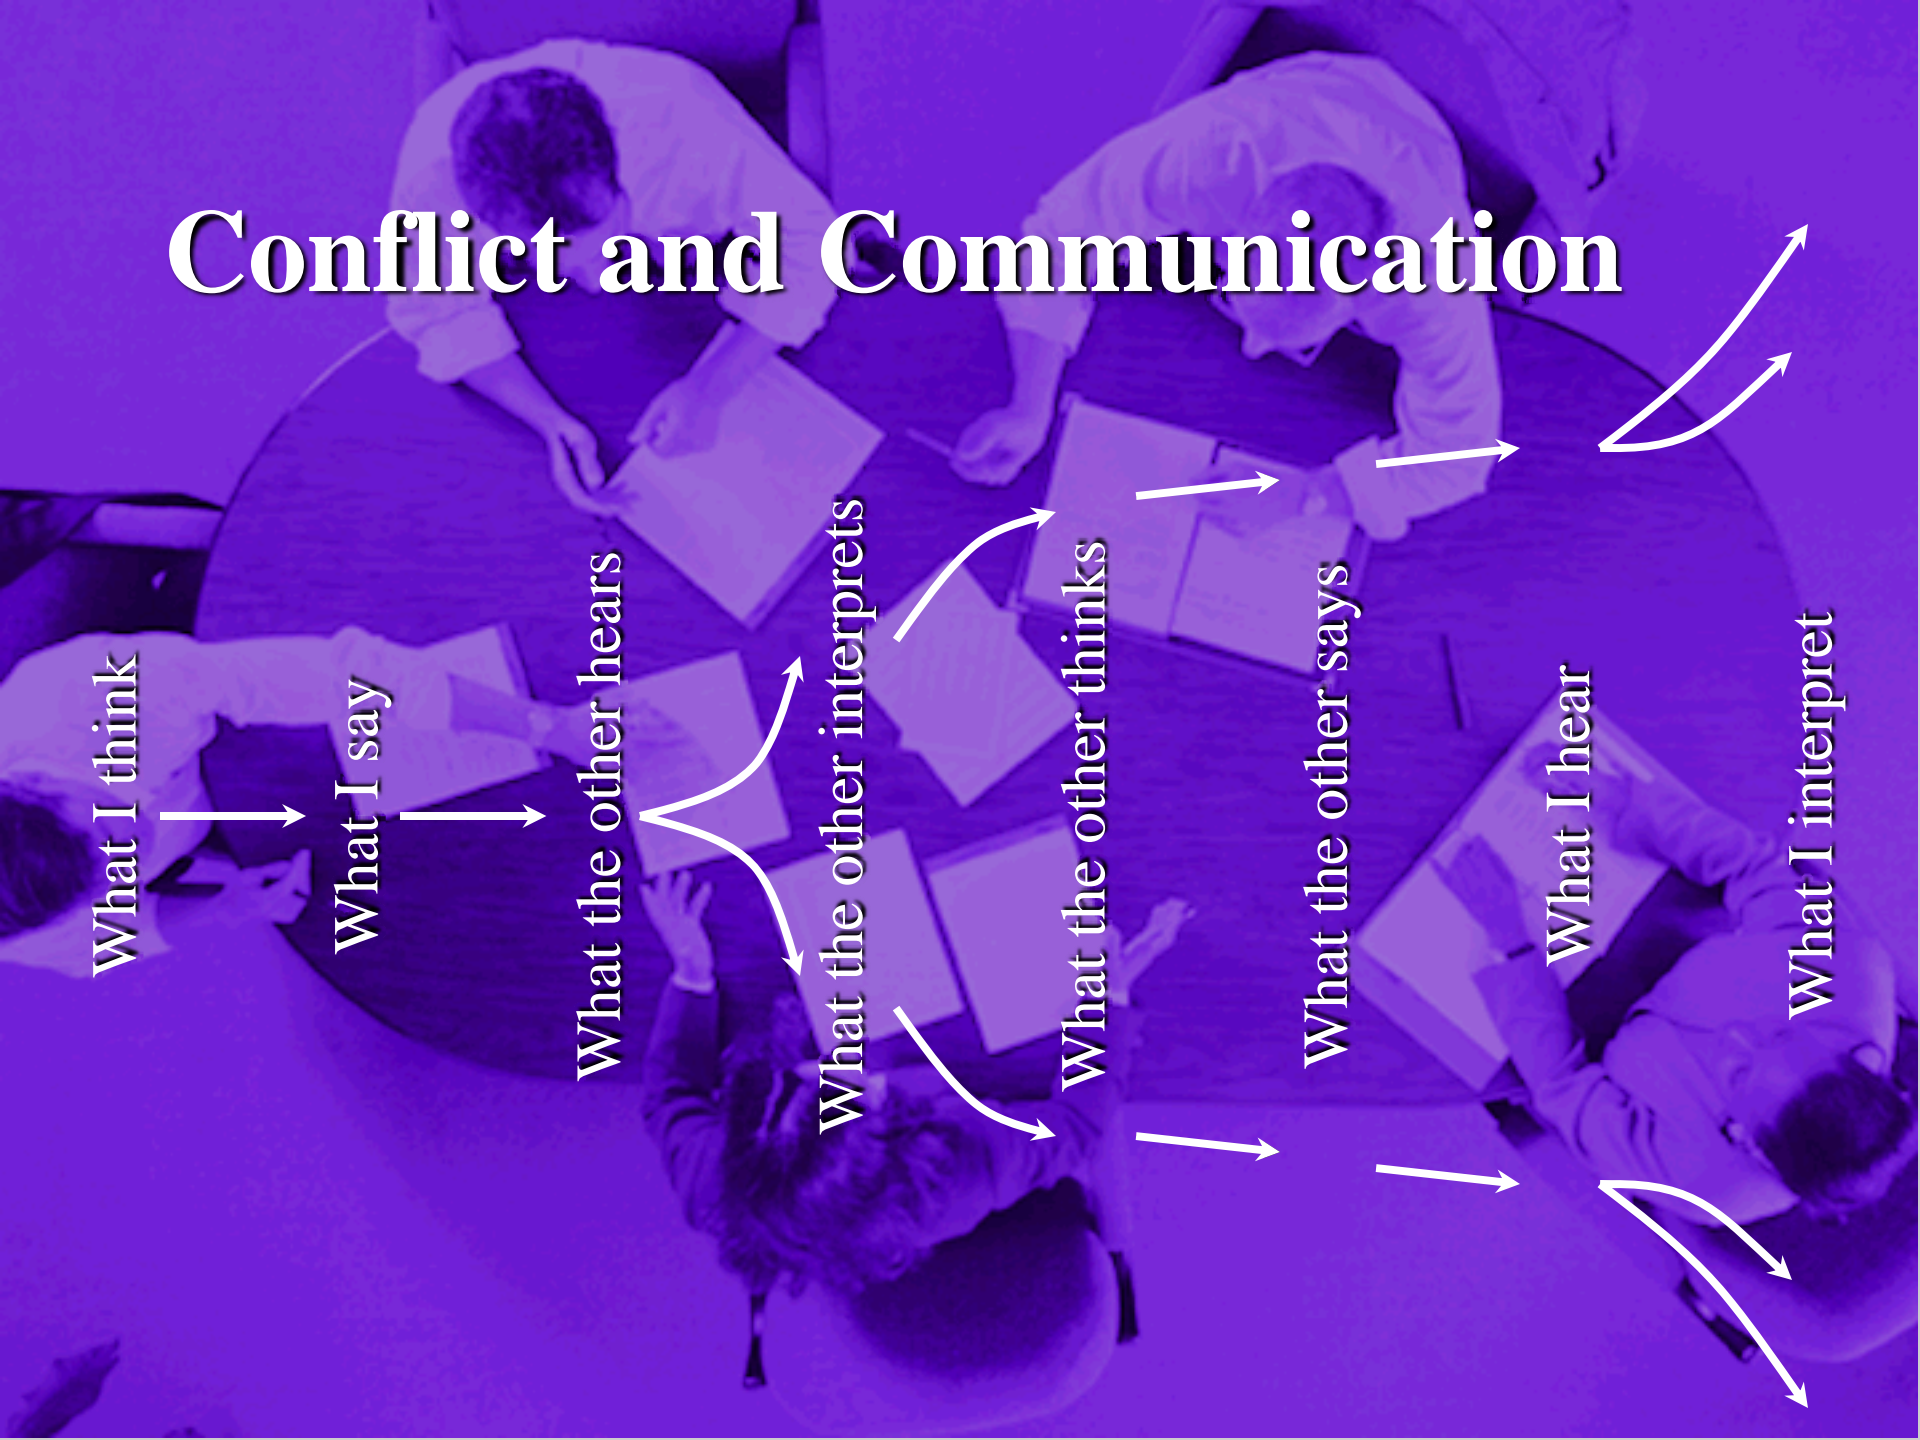 Conflict and Communication
What I think
What I say
What the other hears
What the other interprets
What the other thinks
What the other says
What I hear
What I interpret